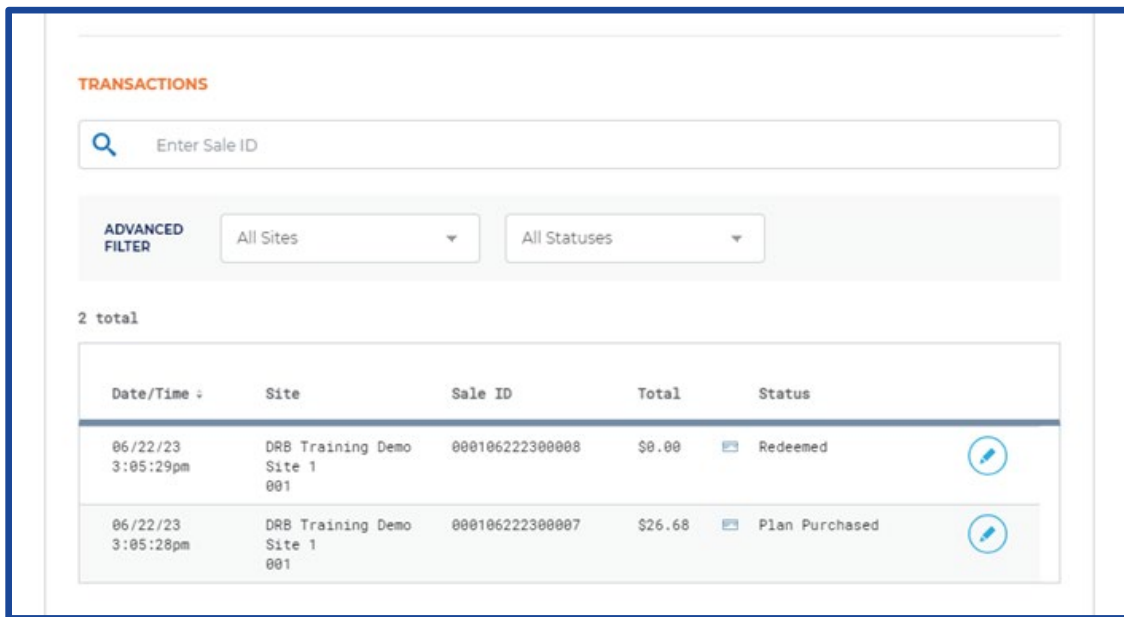 TRANSACTIONS
Enter Sale ID
ADVANCED
FILTER
All Sites
All Statuses
2 total
Date/Time Site Sale ID Total Status
06/22/23 DRB Training Demo 000106222300008 $0.00 Redeemed
3:05:29pm Site 1
001
06/22/23 DRB Training Demo 000106222300007 $26.68 Plan Purchased
3:05:28pm Site 1
001